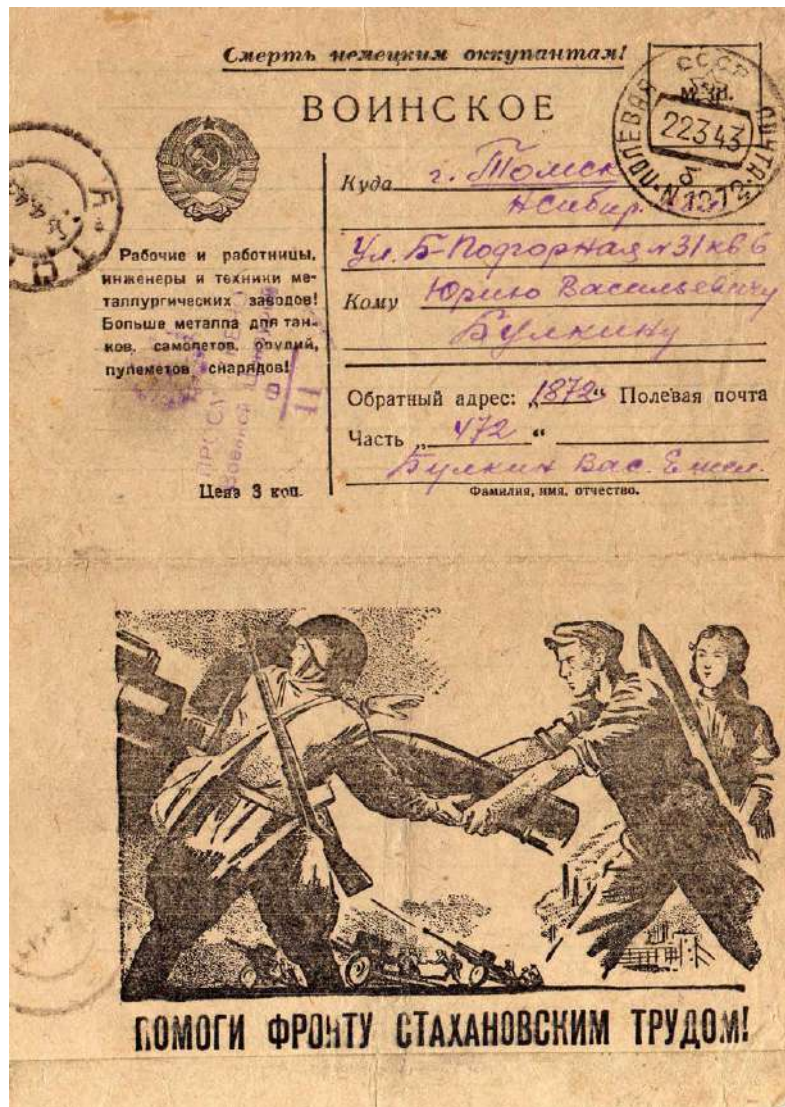 Смерть немецким оккупантам!
ВОИНСКОЕ
СССР
ПОЛЕВАЯ ПОЧТА
22343
Куда г. Томск
Рабочие и работницы,
инженеры и техники ме-
таллургических заводов!
Больше металла для тан-
ков, самолетов, орудий,
пулеметов снарядов!
Цена 3 коп.
Ул. Б-Подгорная №31 кв 6
Кому Юрию Васильевичу
Булкину
Обратный адрес: „1872“ Полевая почта
Часть „472“
Булкин Вас.
Фамилия, имя, отчество.
ПОМОГИ ФРОНТУ СТАХАНОВСКИМ ТРУДОМ!